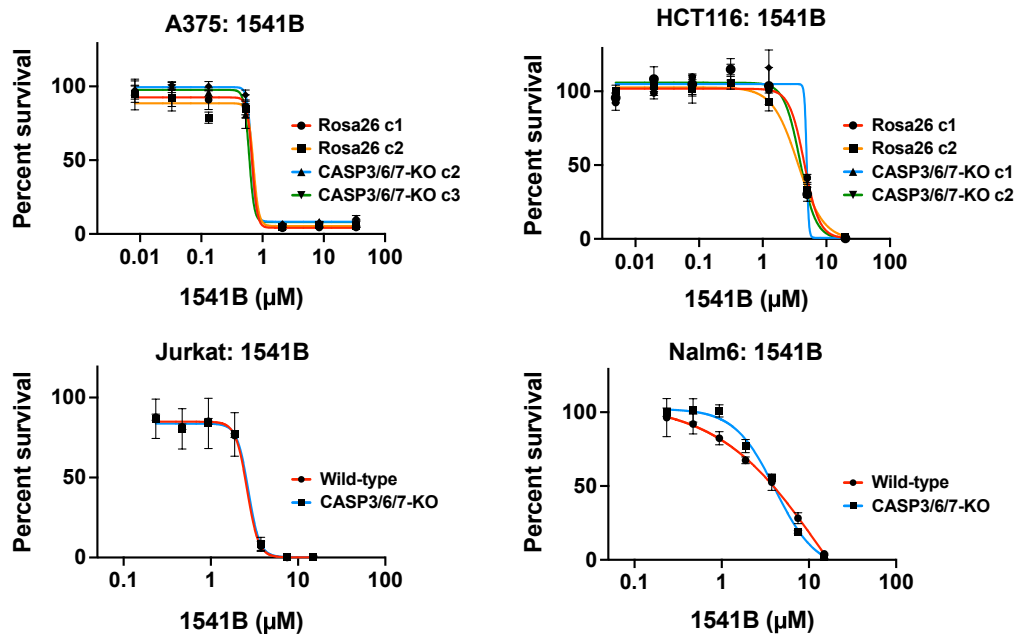 A375: 1541B
Percent survival
100
50
0
0.01 0.1 1 10 100
1541B (µM)
Rosa26 c1
Rosa26 c2
CASP3/6/7-KO c2
CASP3/6/7-KO c3
HCT116: 1541B
Percent survival
100
50
0
0.01 0.1 1 10 100
1541B (µM)
Rosa26 c1
Rosa26 c2
CASP3/6/7-KO c1
CASP3/6/7-KO c2
Jurkat: 1541B
Percent survival
100
50
0
0.1 1 10 100
1541B (µM)
Wild-type
CASP3/6/7-KO
Nalm6: 1541B
Percent survival
100
50
0
0.1 1 10 100
1541B (µM)
Wild-type
CASP3/6/7-KO